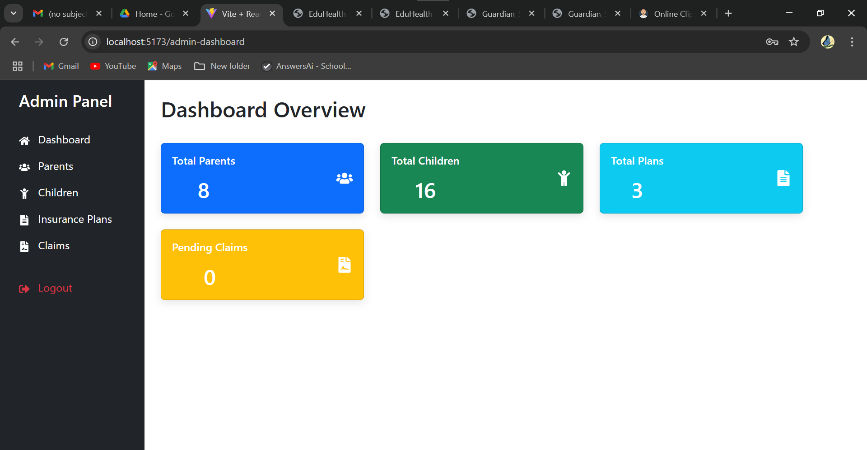 (no subjec
Home - Go
Vite + Rea
EduHealth
EduHealth
Guardian
Guardian
Online Cli
localhost:5173/admin-dashboard
Gmail
YouTube
Maps
New folder
AnswersAi - School...
Admin Panel
Dashboard
Parents
Children
Insurance Plans
Claims
Logout
Dashboard Overview
Total Parents
8
Total Children
16
Total Plans
3
Pending Claims
0